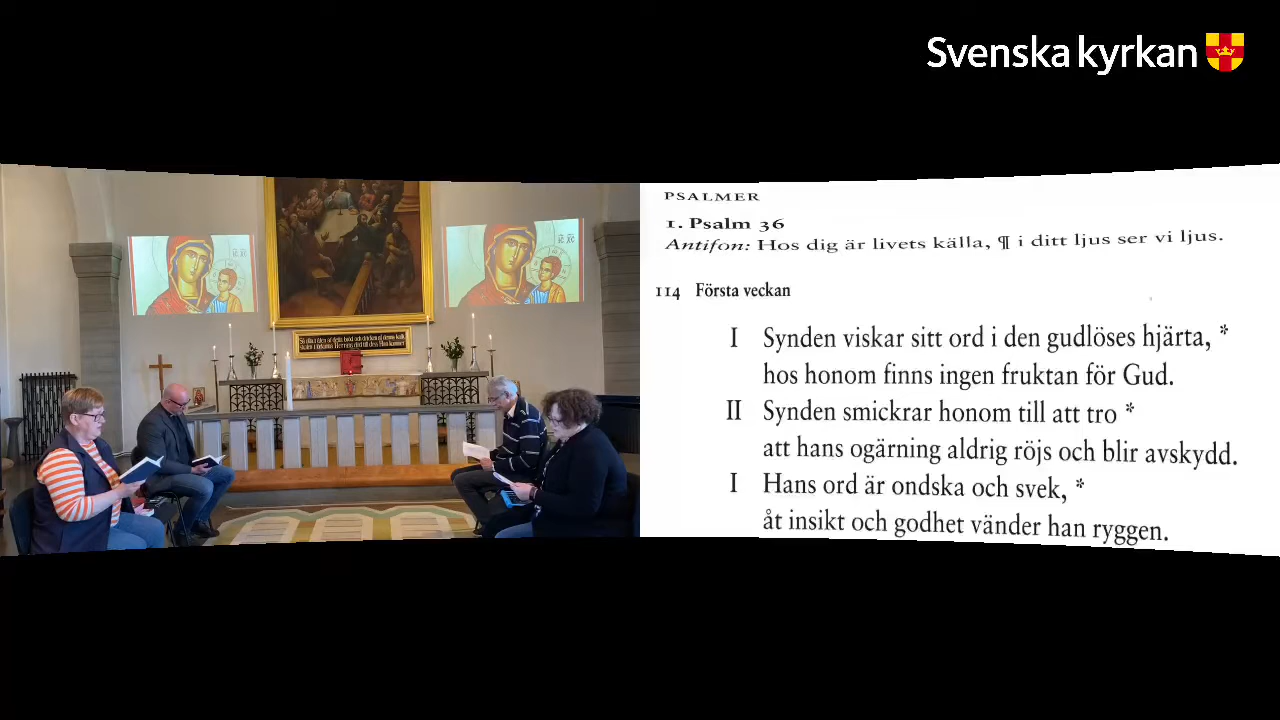 Svenska kyrkan
PSALMER
1. Psalm 36
Antifon: Hos dig är livets källa, ¶ i ditt ljus ser vi ljus.
114 Första veckan
I Synden viskar sitt ord i den gudlöses hjärta, *
hos honom finns ingen fruktan för Gud.
II Synden smickrar honom till att tro *
att hans ogärning aldrig röjs och blir avskydd.
I Hans ord är ondska och svek, *
åt insikt och godhet vänder han ryggen.